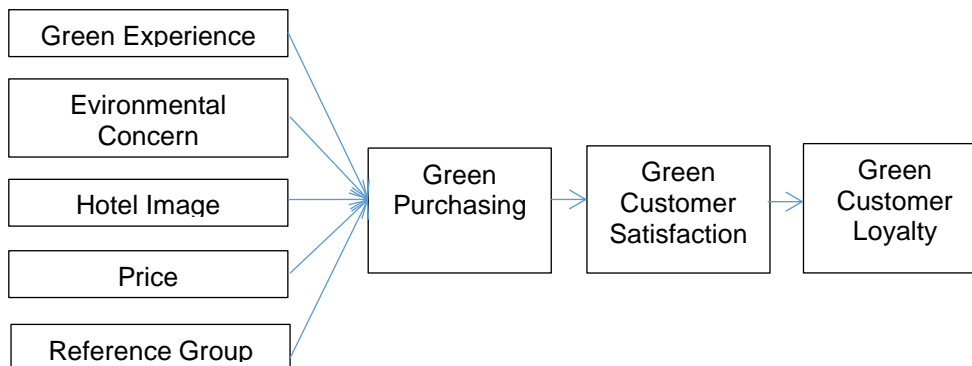 Green Experience
Evironmental
Concern
Hotel Image
Price
Reference Group
Green
Purchasing
Green
Customer
Satisfaction
Green
Customer
Loyalty